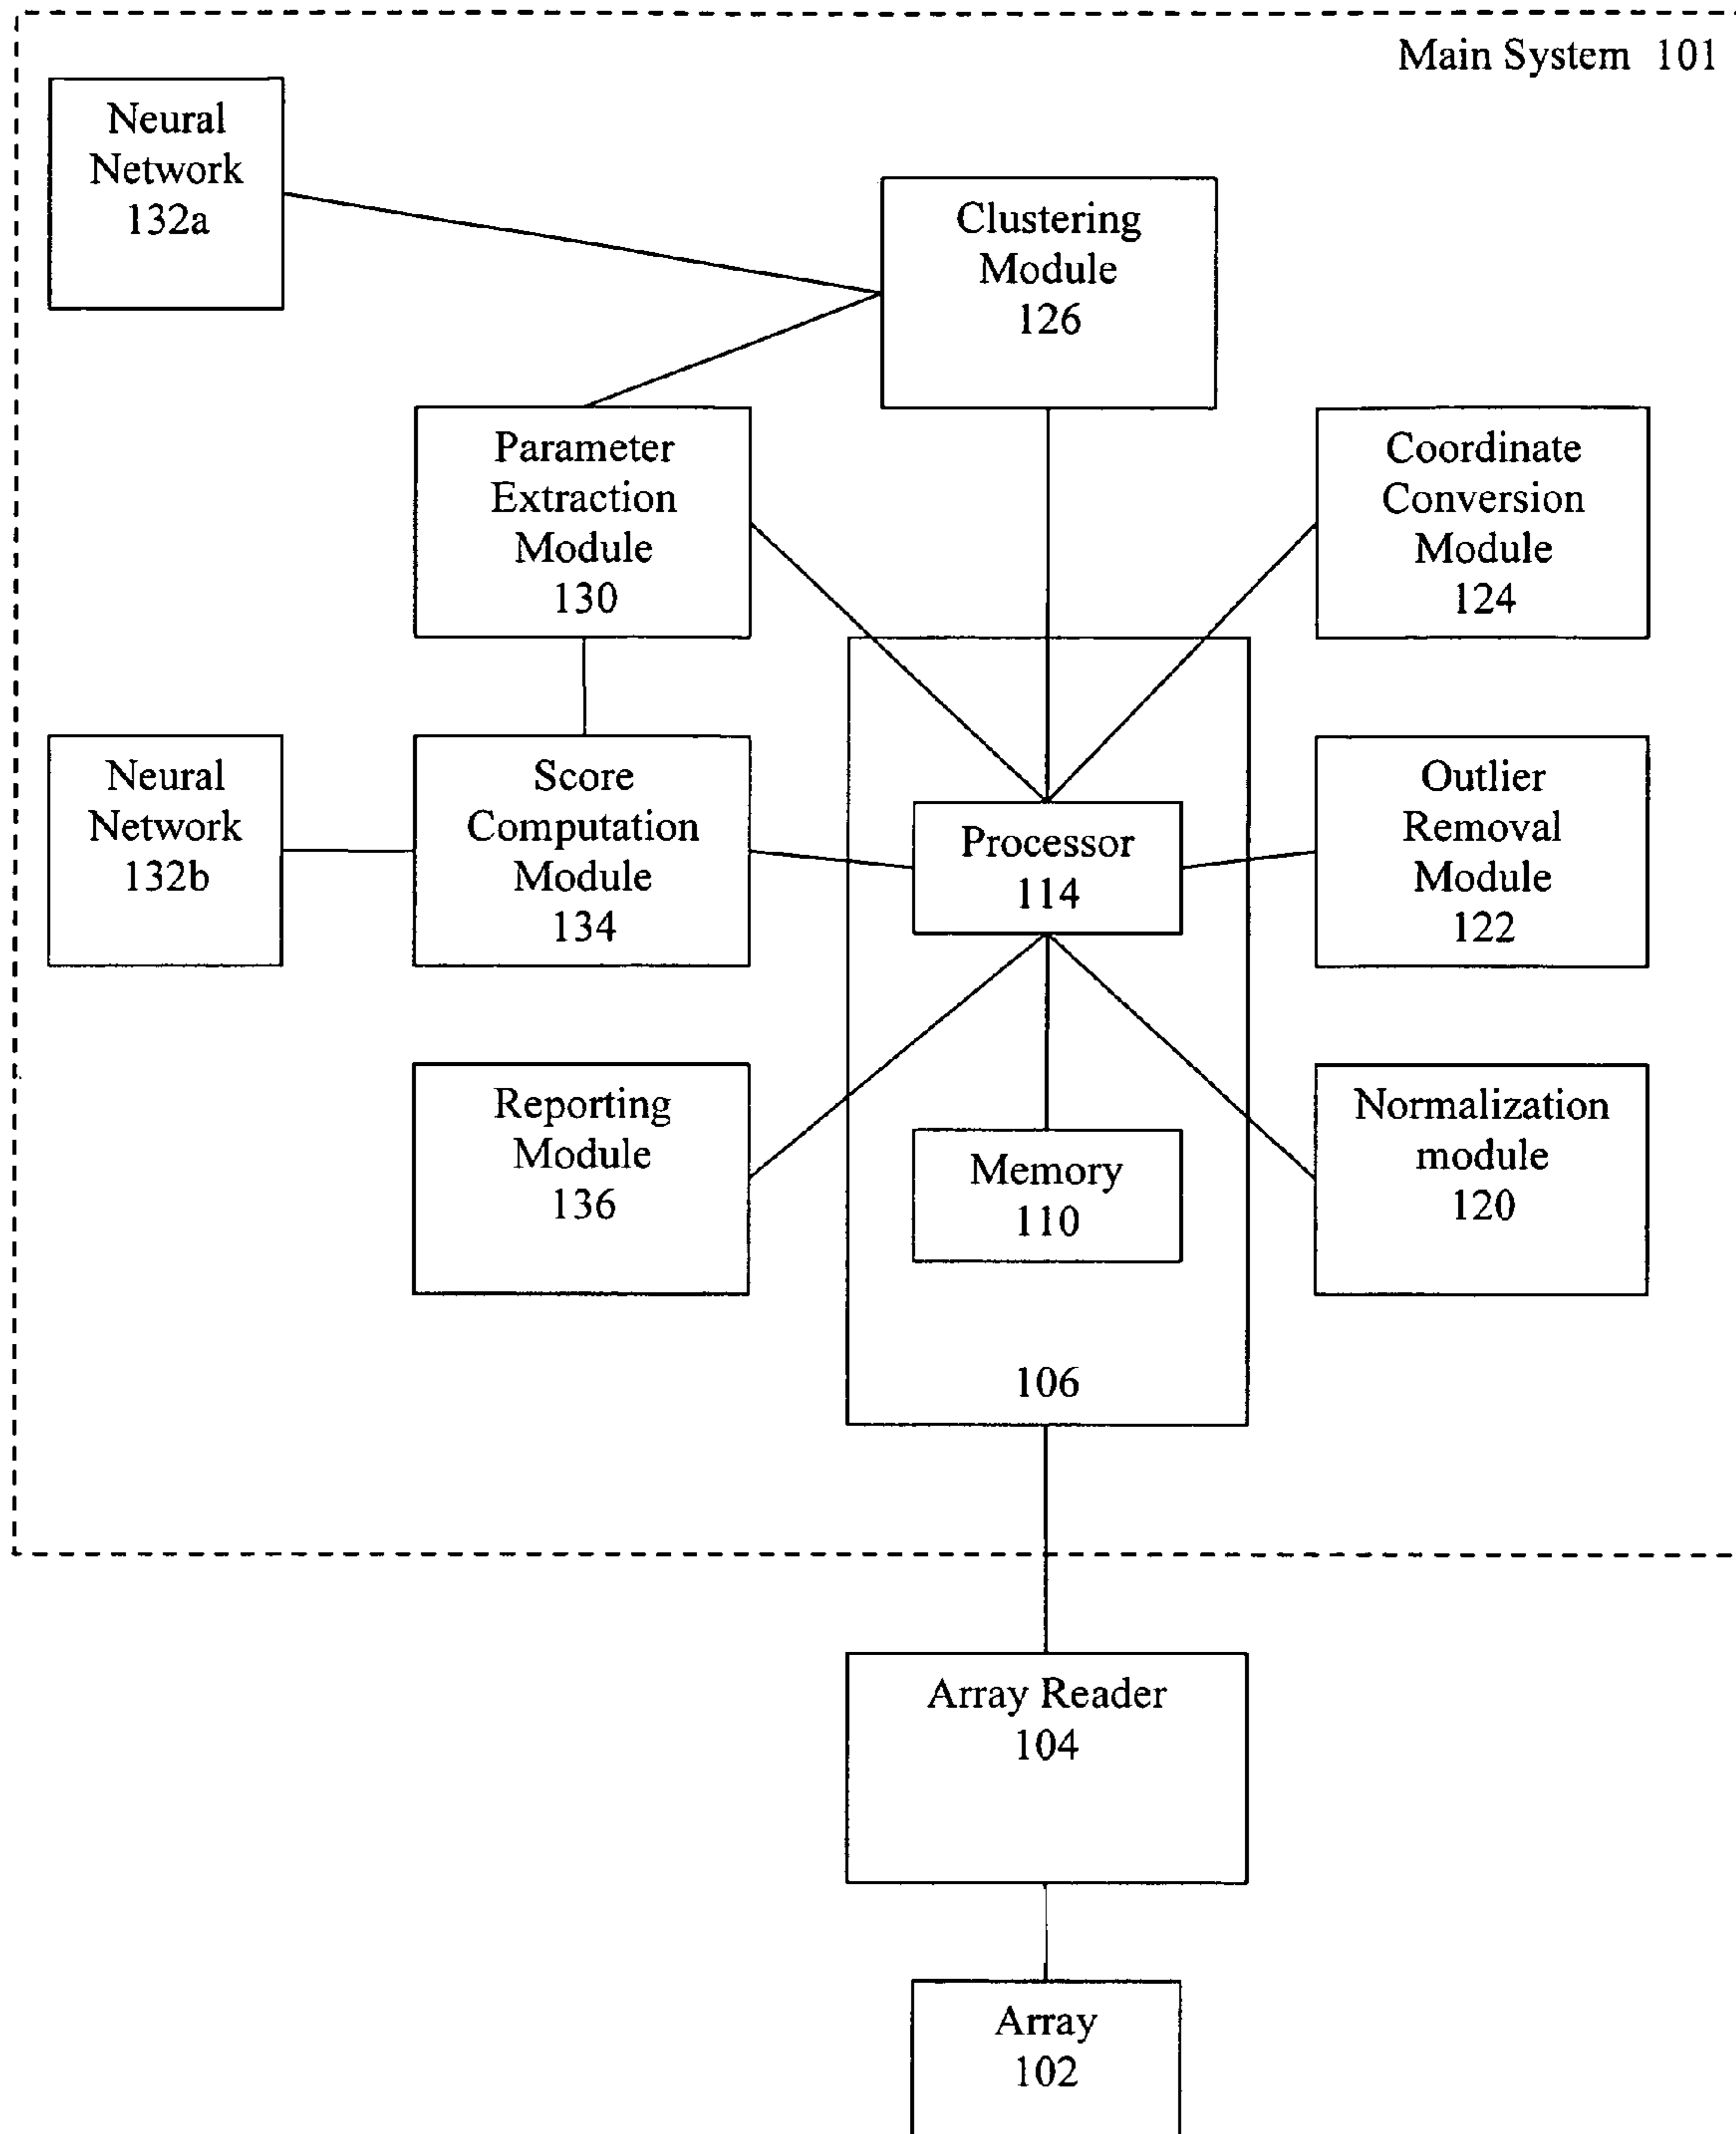 Main System 101
Neural
Network
132a
Clustering
Module
126
Parameter
Extraction
Module
130
Coordinate
Conversion
Module
124
Neural
Network
132b
Score
Computation
Module
134
Processor
114
Outlier
Removal
Module
122
Reporting
Module
136
Memory
110
Normalization
module
120
106
Array Reader
104
Array
102